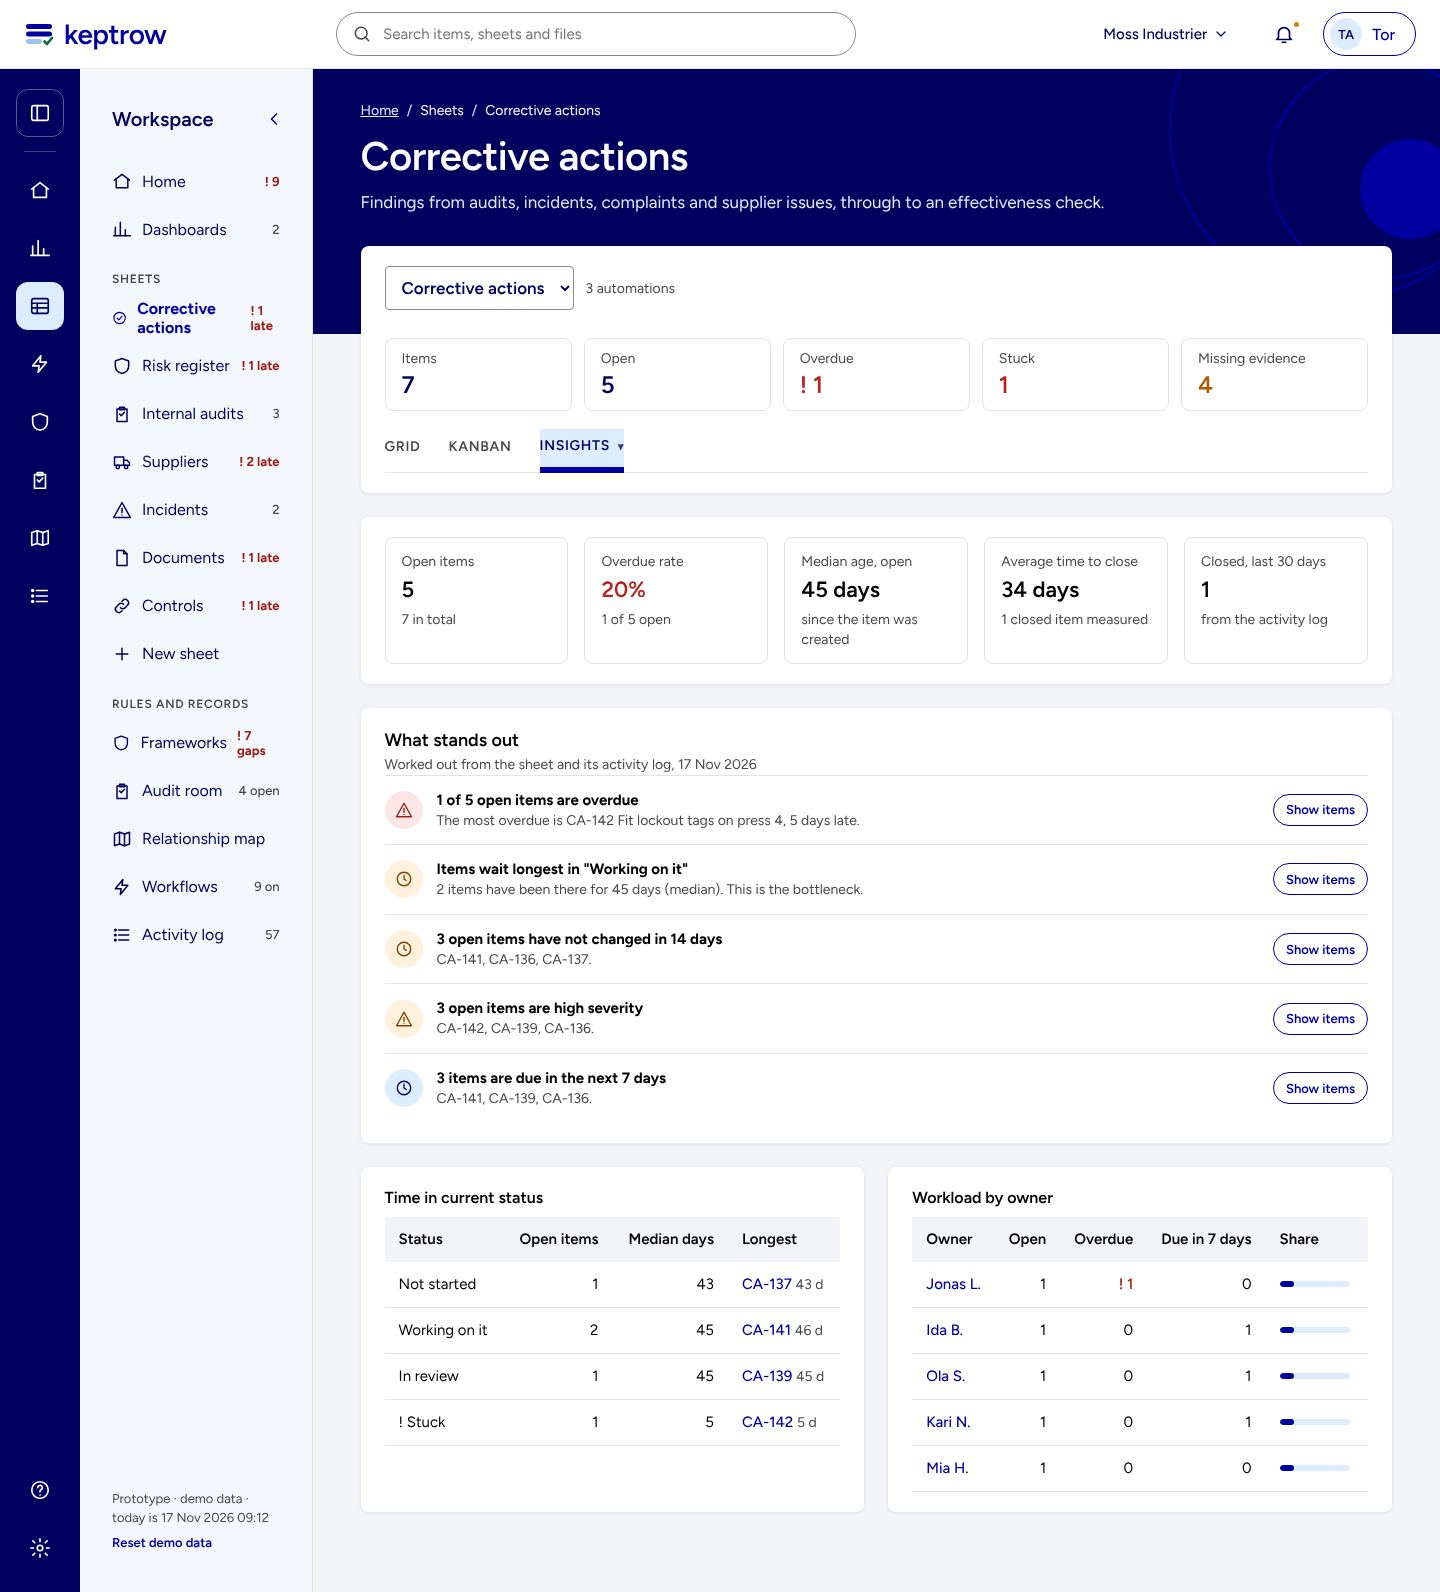 keptrow
Search items, sheets and files
Moss Industrier
TA Tor
Workspace
Home ! 9
Dashboards 2
SHEETS
Corrective actions ! 1 late
Risk register ! 1 late
Internal audits 3
Suppliers ! 2 late
Incidents 2
Documents ! 1 late
Controls ! 1 late
New sheet
RULES AND RECORDS
Frameworks ! 7 gaps
Audit room 4 open
Relationship map
Workflows 9 on
Activity log 57
Prototype · demo data ·
today is 17 Nov 2026 09:12
Reset demo data
Home / Sheets / Corrective actions
Corrective actions
Findings from audits, incidents, complaints and supplier issues, through to an effectiveness check.
Corrective actions 3 automations
Items Open Overdue Stuck Missing evidence
7 5 ! 1 1 4
GRID KANBAN INSIGHTS ▾
Open items Overdue rate Median age, open Average time to close Closed, last 30 days
5 20% 45 days 34 days 1
7 in total 1 of 5 open since the item was created 1 closed item measured from the activity log
What stands out
Worked out from the sheet and its activity log, 17 Nov 2026
1 of 5 open items are overdue
The most overdue is CA-142 Fit lockout tags on press 4, 5 days late.
Show items
Items wait longest in "Working on it"
2 items have been there for 45 days (median). This is the bottleneck.
Show items
3 open items have not changed in 14 days
CA-141, CA-136, CA-137.
Show items
3 open items are high severity
CA-142, CA-139, CA-136.
Show items
3 items are due in the next 7 days
CA-141, CA-139, CA-136.
Show items
Time in current status
Status Open items Median days Longest
Not started 1 43 CA-137 43 d
Working on it 2 45 CA-141 46 d
In review 1 45 CA-139 45 d
! Stuck 1 5 CA-142 5 d
Workload by owner
Owner Open Overdue Due in 7 days Share
Jonas L. 1 ! 1 0
Ida B. 1 0 1
Ola S. 1 0 1
Kari N. 1 0 1
Mia H. 1 0 0